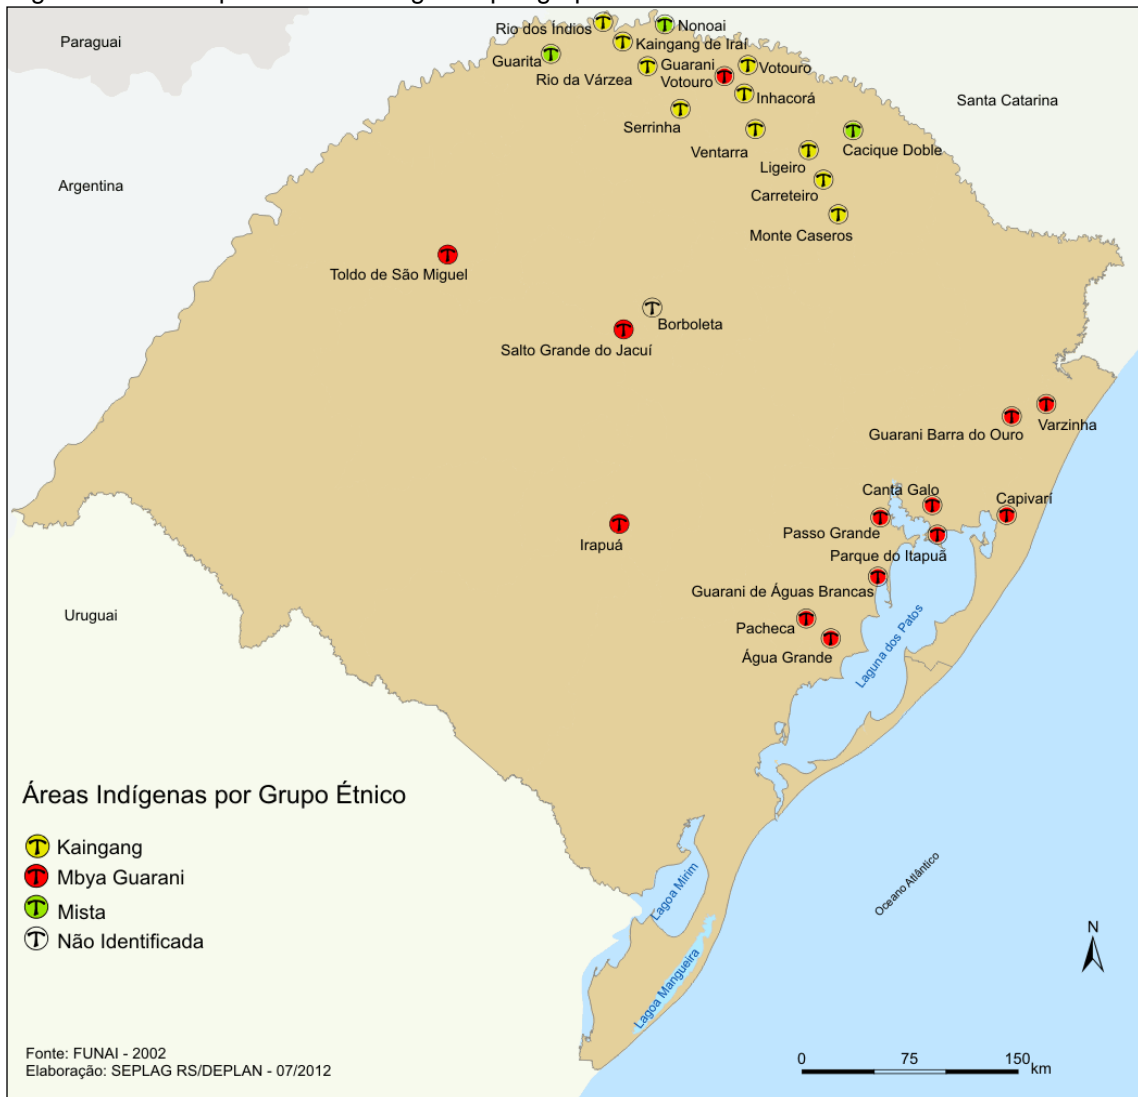 Paraguai
Rio dos Índios
Nonoai
Guarita
Kaingang de Iraí
Rio da Várzea
Guarani
Votouro
Votouro
Inhacorá
Santa Catarina
Serrinha
Ventarra
Cacique Doble
Ligeiro
Argentina
Carreteiro
Monte Caseros
Toldo de São Miguel
Borboleta
Salto Grande do Jacuí
Varzinha
Guarani Barra do Ouro
Canta Galo
Capivarí
Passo Grande
Irapuá
Parque do Itapuã
Guarani de Águas Brancas
Uruguai
Pacheca
Água Grande
Laguna dos Patos
Áreas Indígenas por Grupo Étnico
Kaingang
Mbya Guarani
Mista
Não Identificada
Lagoa Mirim
Oceano Atlântico
Lagoa Mangueira
N
Fonte: FUNAI - 2002
Elaboração: SEPLAG RS/DEPLAN - 07/2012
0 75 150
km